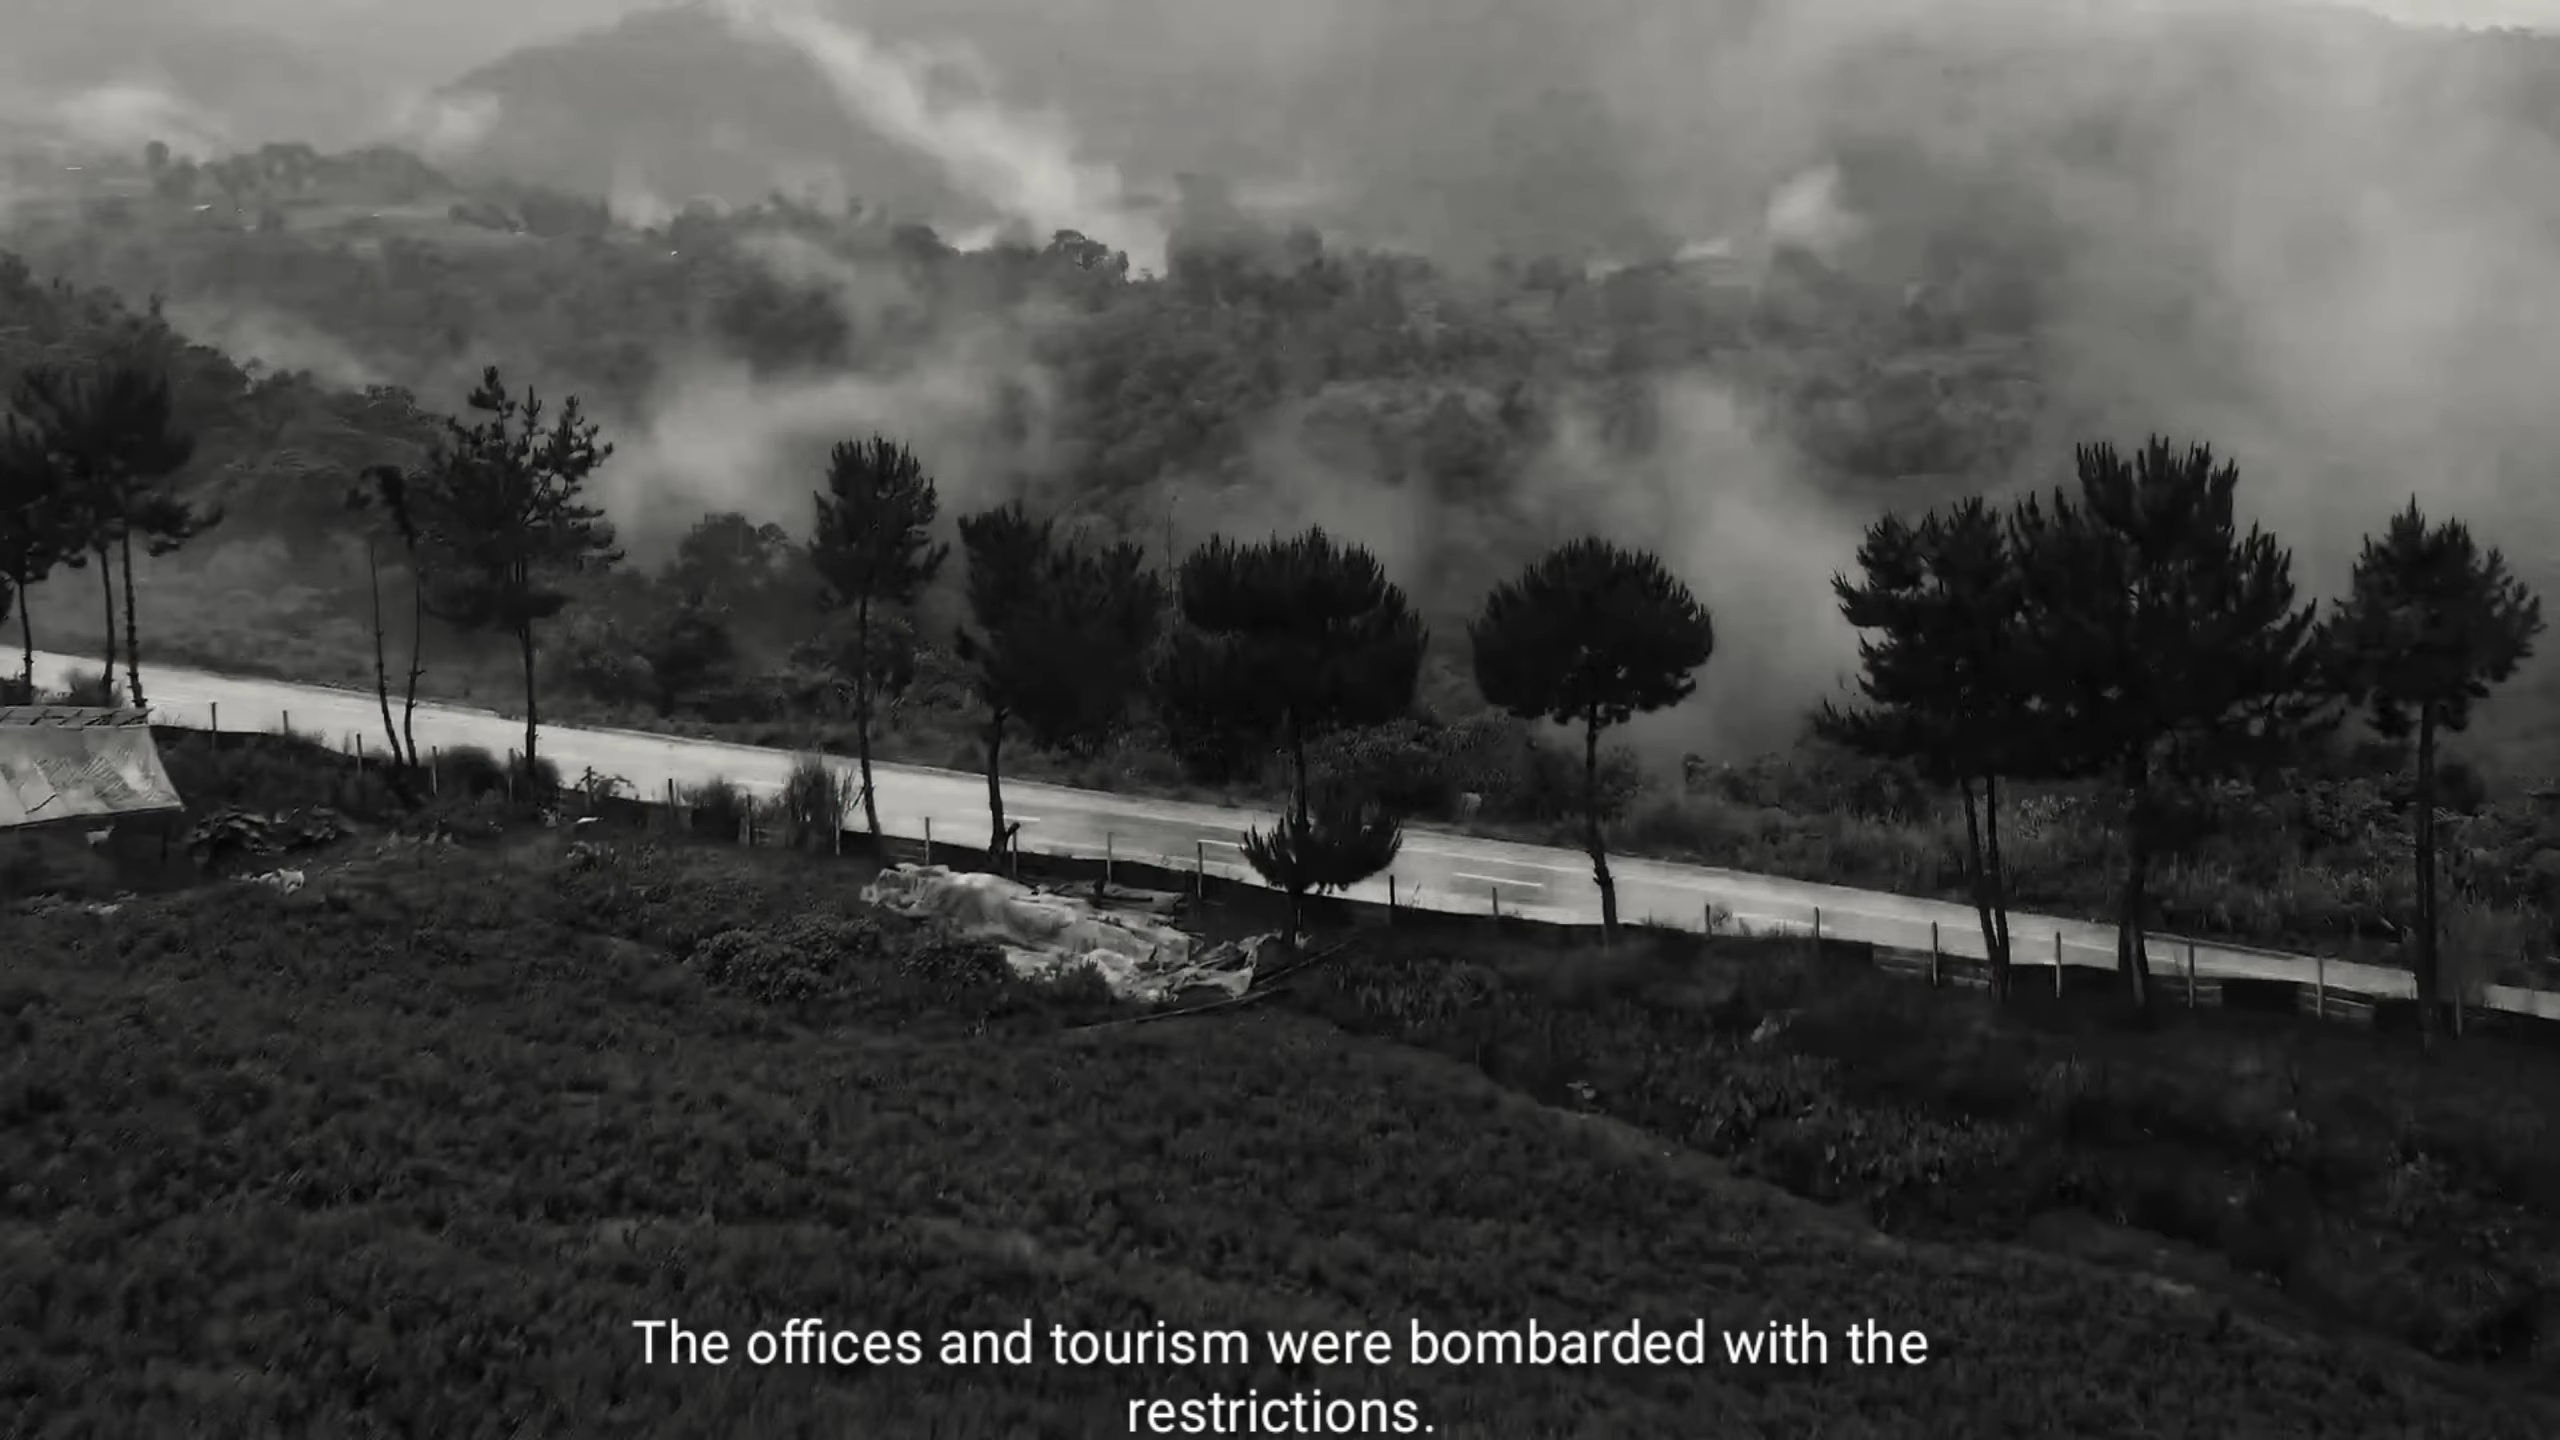 The offices and tourism were bombarded with the
restrictions.